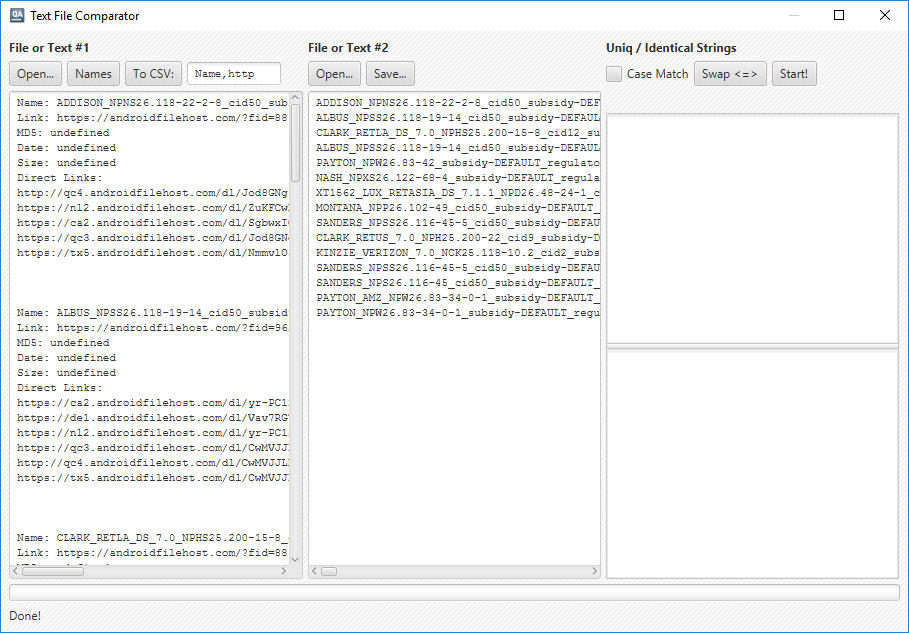 QA Text File Comparator
File or Text #1
Open... Names To CSV: Name,http
Name: ADDISON_NPNS26.118-22-2-8_cid50_sub
Link: https://androidfilehost.com/?fid=88
MD5: undefined
Date: undefined
Size: undefined
Direct Links:
http://qc4.androidfilehost.com/dl/Jod8GNg
https://nl2.androidfilehost.com/dl/ZuKFCw
https://ca2.androidfilehost.com/dl/SgbwxI
https://qc3.androidfilehost.com/dl/Jod8GN
https://tx5.androidfilehost.com/dl/NmmvlO
Name: ALBUS_NPSS26.118-19-14_cid50_subsid
Link: https://androidfilehost.com/?fid=96
MD5: undefined
Date: undefined
Size: undefined
Direct Links:
https://ca2.androidfilehost.com/dl/yr-PC1
https://de1.androidfilehost.com/dl/Vav7RG
https://nl2.androidfilehost.com/dl/yr-PC1
https://qc3.androidfilehost.com/dl/CwMVJJ
http://qc4.androidfilehost.com/dl/CwMVJJL
https://tx5.androidfilehost.com/dl/CwMVJJ
Name: CLARK_RETLA_DS_7.0_NPHS25.200-15-8_
Link: https://androidfilehost.com/?fid=88
File or Text #2
Open... Save...
ADDISON_NPNS26.118-22-2-8_cid50_subsidy-DEF
ALBUS_NPSS26.118-19-14_cid50_subsidy-DEFAUL
CLARK_RETLA_DS_7.0_NPHS25.200-15-8_cid12_su
ALBUS_NPSS26.118-19-14_cid50_subsidy-DEFAUL
PAYTON_NPW26.83-42_subsidy-DEFAULT_regulato
NASH_NPXS26.122-68-4_subsidy-DEFAULT_regula
XT1562_LUX_RETASIA_DS_7.1.1_NPD26.48-24-1_c
MONTANA_NPP26.102-49_cid50_subsidy-DEFAULT_
SANDERS_NPSS26.116-45-5_cid50_subsidy-DEFAU
CLARK_RETUS_7.0_NPH25.200-22_cid9_subsidy-D
KINZIE_VERIZON_7.0_NCK25.118-10.2_cid2_subs
SANDERS_NPSS26.116-45-5_cid50_subsidy-DEFAU
SANDERS_NPS26.116-45_cid50_subsidy-DEFAULT_
PAYTON_AMZ_NPW26.83-34-0-1_subsidy-DEFAULT_
PAYTON_NPW26.83-34-0-1_subsidy-DEFAULT_regu
Uniq / Identical Strings
Case Match Swap <=> Start!
Done!